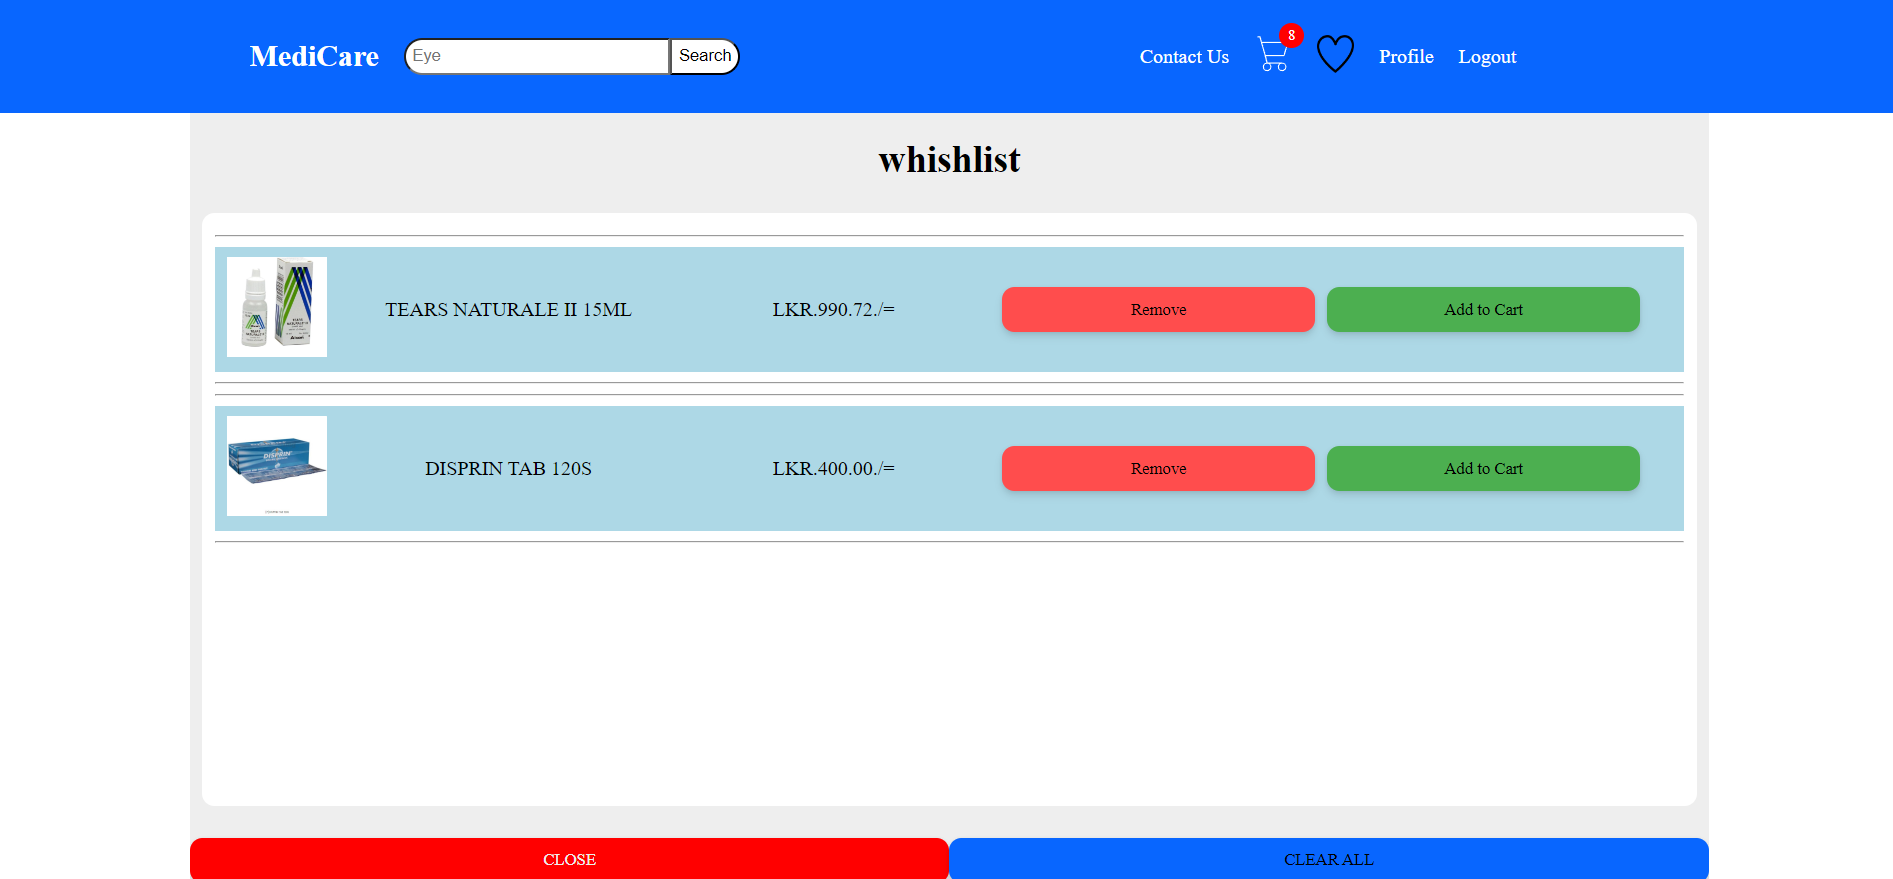 MediCare Eye Search Contact Us 8 Profile Logout
whishlist
TEARS NATURALE II 15ML LKR.990.72./= Remove Add to Cart
DISPRIN
DISPRIN TAB 120S LKR.400.00./= Remove Add to Cart
CLOSE CLEAR ALL